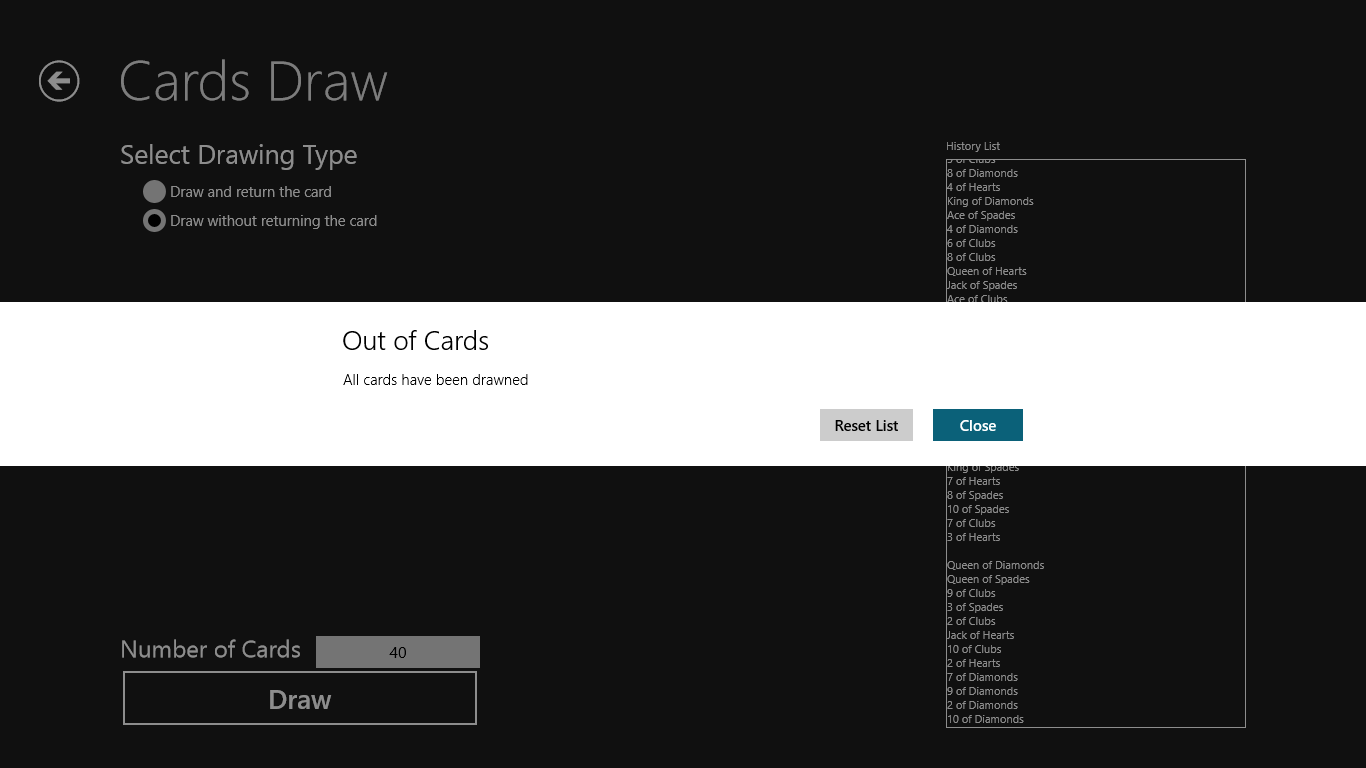 Cards Draw
Select Drawing Type
Draw and return the card
Draw without returning the card
History List
8 of Diamonds
4 of Hearts
King of Diamonds
Ace of Spades
4 of Diamonds
6 of Clubs
8 of Clubs
Queen of Hearts
Jack of Spades
Ace of Clubs
Out of Cards
All cards have been drawned
Reset List
Close
King of Spades
7 of Hearts
8 of Spades
10 of Spades
7 of Clubs
3 of Hearts
Queen of Diamonds
Queen of Spades
9 of Clubs
3 of Spades
2 of Clubs
Jack of Hearts
10 of Clubs
2 of Hearts
7 of Diamonds
9 of Diamonds
2 of Diamonds
10 of Diamonds
Number of Cards
40
Draw